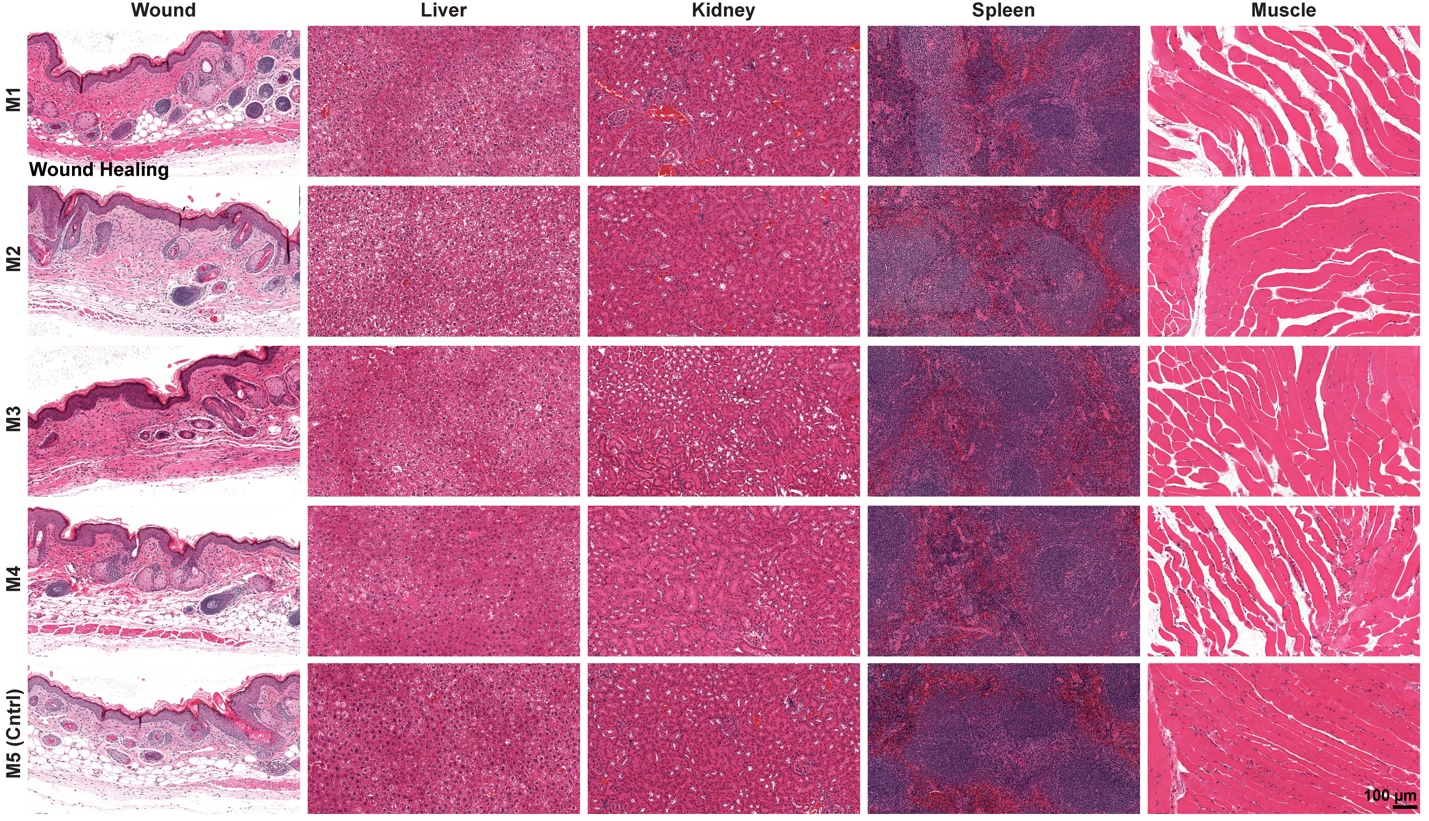 Wound Liver Kidney Spleen Muscle
M1
Wound Healing
M2
M3
M4
M5 (Cntrl)
100 µm